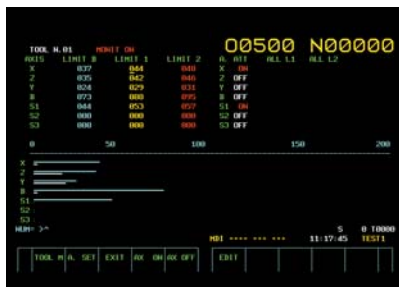 O0500 N00000
TOOL N.01 MONIT ON
AXIS LIMIT 0 LIMIT 1 LIMIT 2 A. ATT ALL L1 ALL L2
X 037 044 048 X ON
Z 035 042 046 Z OFF
Y 024 029 031 Y OFF
B 073 088 095 B OFF
S1 044 053 057 S1 ON
S2 000 000 000 S2 OFF
S3 000 000 000 S3 OFF
0 50 100 150 200
X
Z
Y
B
S1
S2
S3
NUM= >^ S 0 T0000
MDI ---- --- --- 11:17:45 TEST1
TOOL M A. SET EXIT AX ON AX OFF EDIT